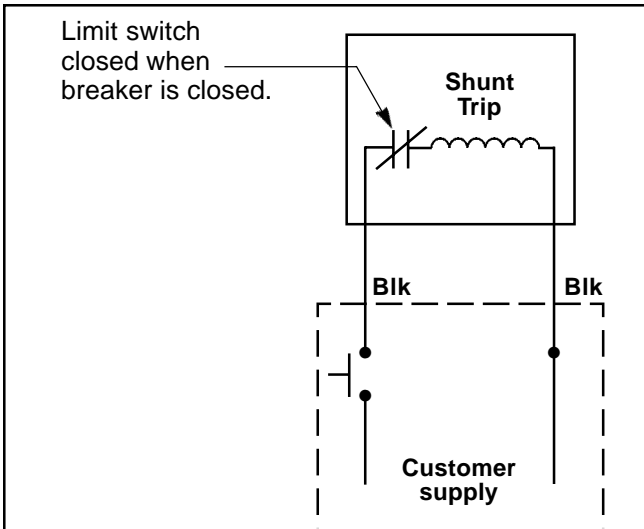 Limit switch
closed when
breaker is closed.
Shunt
Trip
Blk
Blk
Customer
supply